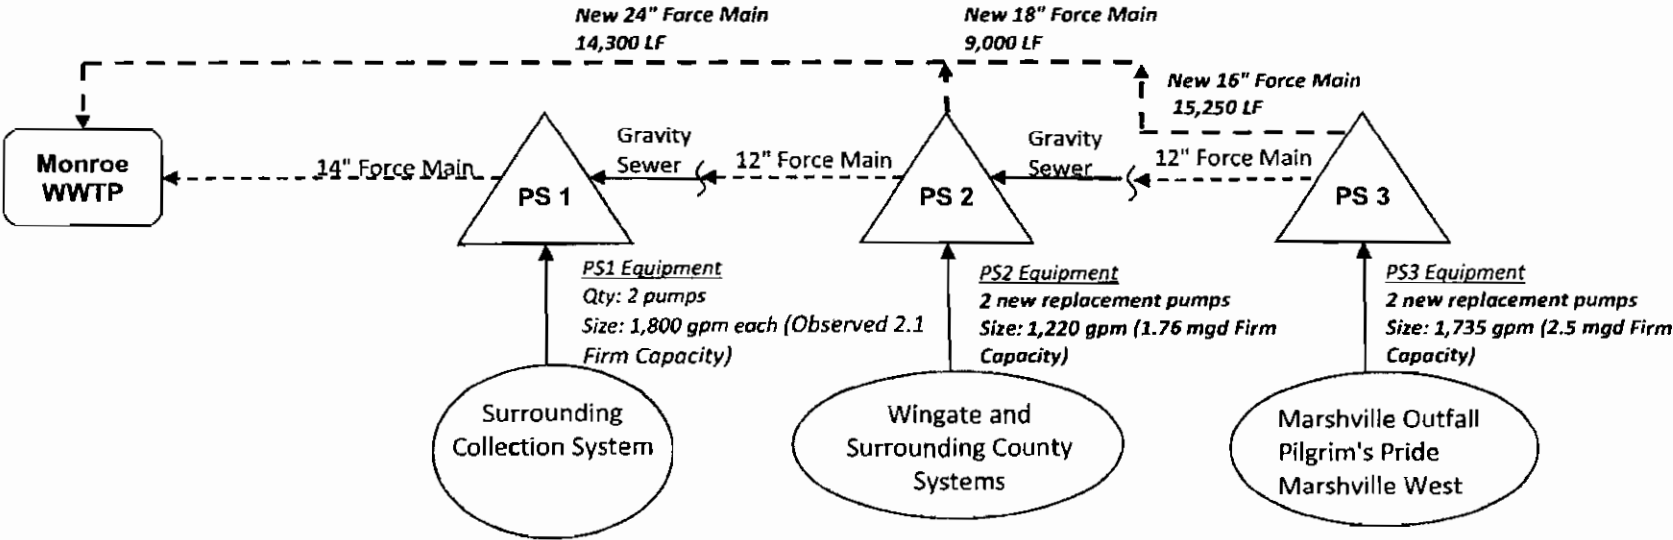 New 24" Force Main
14,300 LF
New 18" Force Main
9,000 LF
New 16" Force Main
15,250 LF
Monroe
WWTP
14" Force Main
PS 1
Gravity
Sewer
12" Force Main
PS 2
Gravity
Sewer
12" Force Main
PS 3
PS1 Equipment
Qty: 2 pumps
Size: 1,800 gpm each (Observed 2.1
Firm Capacity)
PS2 Equipment
2 new replacement pumps
Size: 1,220 gpm (1.76 mgd Firm
Capacity)
PS3 Equipment
2 new replacement pumps
Size: 1,735 gpm (2.5 mgd Firm
Capacity)
Surrounding
Collection System
Wingate and
Surrounding County
Systems
Marshville Outfall
Pilgrim's Pride
Marshville West